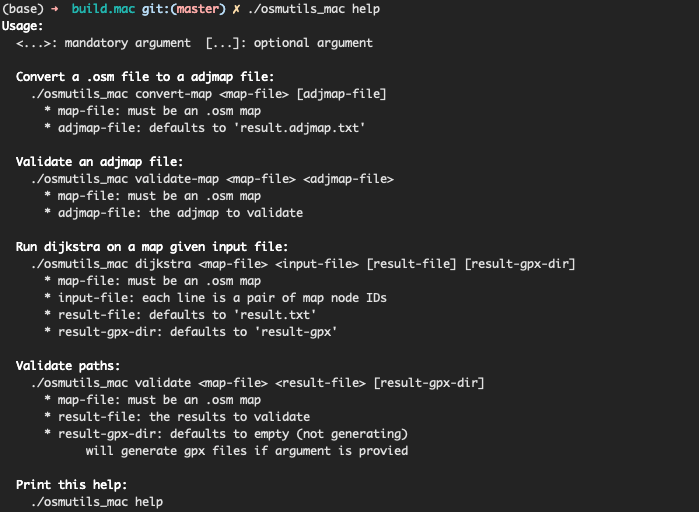 (base) ➜ build.mac git:(master) ✗ ./osmutils_mac help
Usage:
<...>: mandatory argument [...]: optional argument
Convert a .osm file to a adjmap file:
./osmutils_mac convert-map <map-file> [adjmap-file]
* map-file: must be an .osm map
* adjmap-file: defaults to 'result.adjmap.txt'
Validate an adjmap file:
./osmutils_mac validate-map <map-file> <adjmap-file>
* map-file: must be an .osm map
* adjmap-file: the adjmap to validate
Run dijkstra on a map given input file:
./osmutils_mac dijkstra <map-file> <input-file> [result-file] [result-gpx-dir]
* map-file: must be an .osm map
* input-file: each line is a pair of map node IDs
* result-file: defaults to 'result.txt'
* result-gpx-dir: defaults to 'result-gpx'
Validate paths:
./osmutils_mac validate <map-file> <result-file> [result-gpx-dir]
* map-file: must be an .osm map
* result-file: the results to validate
* result-gpx-dir: defaults to empty (not generating)
will generate gpx files if argument is provied
Print this help:
./osmutils_mac help